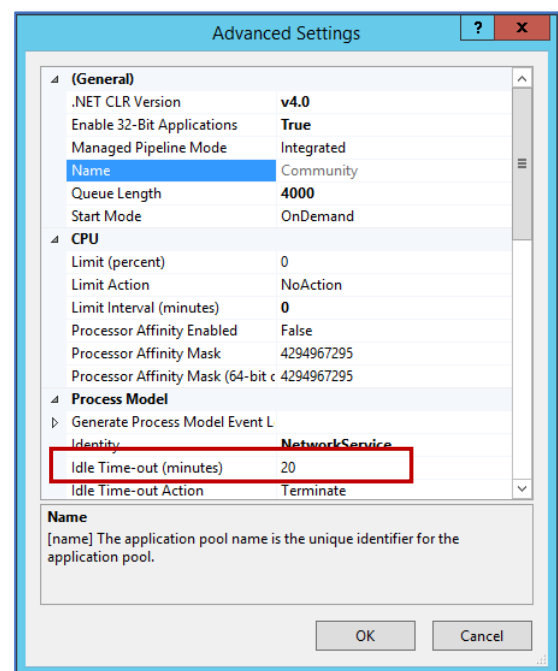 Advanced Settings ? x
(General)
.NET CLR Version v4.0
Enable 32-Bit Applications True
Managed Pipeline Mode Integrated
Name Community
Queue Length 4000
Start Mode OnDemand
CPU
Limit (percent) 0
Limit Action NoAction
Limit Interval (minutes) 0
Processor Affinity Enabled False
Processor Affinity Mask 4294967295
Processor Affinity Mask (64-bit c 4294967295
Process Model
Generate Process Model Event L
Identity NetworkService
Idle Time-out (minutes) 20
Idle Time-out Action Terminate
Name
[name] The application pool name is the unique identifier for the
application pool.
OK Cancel